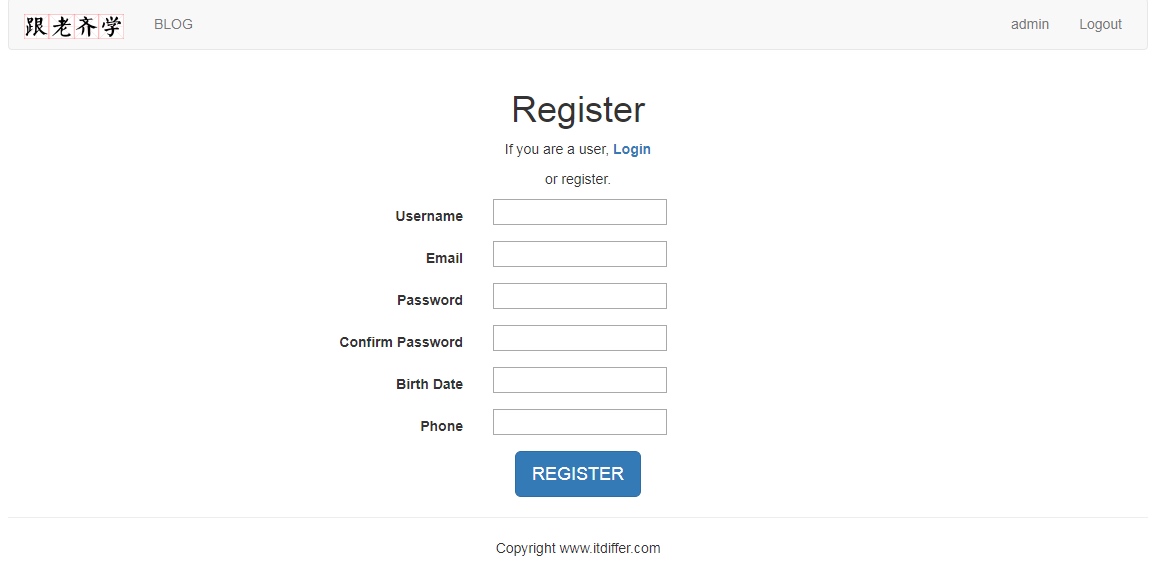 跟老齐学 BLOG admin Logout
Register
If you are a user, Login
or register.
Username
Email
Password
Confirm Password
Birth Date
Phone
REGISTER
Copyright www.itdiffer.com